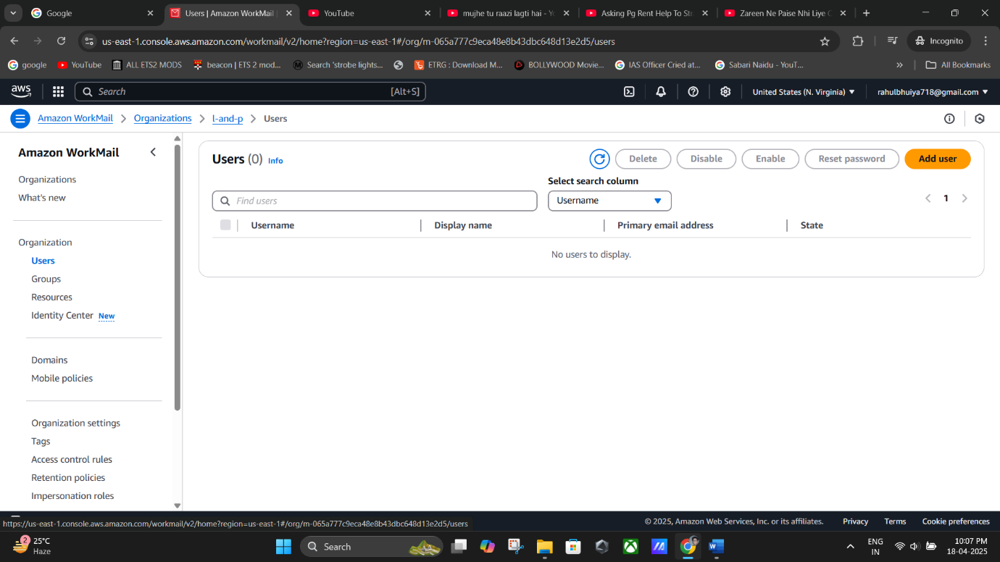 Google
Users | Amazon WorkMail
YouTube
mujhe tu raazi lagti hai - Yo
Asking Pg Rent Help To Str
Zareen Ne Paise Nhi Liye
us-east-1.console.aws.amazon.com/workmail/v2/home?region=us-east-1#/org/m-065a777c9eca48e8b43dbc648d13e2d5/users
Incognito
google
YouTube
ALL ETS2 MODS
beacon | ETS 2 mod...
Search 'strobe lights...
ETRG : Download M...
BOLLYWOOD Movie...
IAS Officer Cried at...
Sabari Naidu - YouT...
All Bookmarks
aws
Search
[Alt+S]
United States (N. Virginia)
rahulbhuiya718@gmail.com
Amazon WorkMail
Organizations
l-and-p
Users
Amazon WorkMail
Organizations
What's new
Organization
Users
Groups
Resources
Identity Center New
Domains
Mobile policies
Organization settings
Tags
Access control rules
Retention policies
Impersonation roles
Users (0) Info
Delete
Disable
Enable
Reset password
Add user
Select search column
Find users
Username
1
Username
Display name
Primary email address
State
No users to display.
https://us-east-1.console.aws.amazon.com/workmail/v2/home?region=us-east-1#/org/m-065a777c9eca48e8b43dbc648d13e2d5/users
© 2025, Amazon Web Services, Inc. or its affiliates.
Privacy
Terms
Cookie preferences
2
25°C
Haze
Search
ENG
IN
10:07 PM
18-04-2025